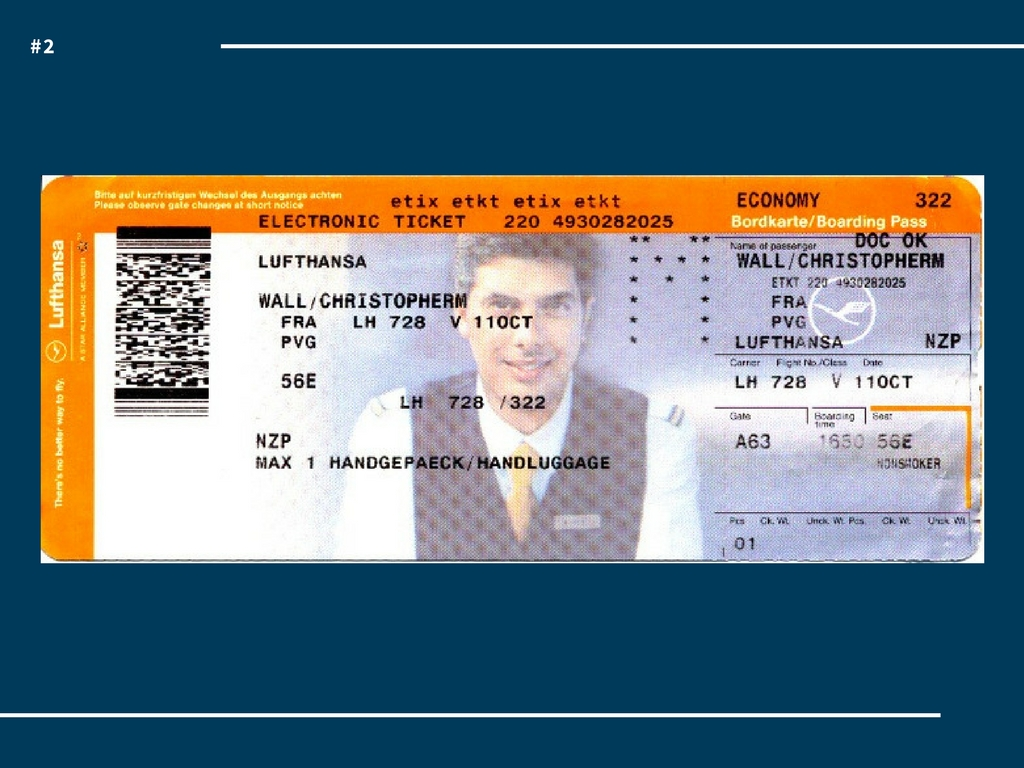 #2
Bitte auf kurzfristigen Wechsel des Ausgangs achten
Please observe gate changes at short notice
etix etkt etix etkt
ELECTRONIC TICKET 220 4930282025
ECONOMY 322
Bordkarte/Boarding Pass
Lufthansa
A STAR ALLIANCE MEMBER
There's no better way to fly.
LUFTHANSA
WALL/CHRISTOPHERM
FRA LH 728 V 11OCT
PVG
56E
LH 728 /322
NZP
MAX 1 HANDGEPAECK/HANDLUGGAGE
** **
* * * *
* * *
* *
* *
* *
DOC OK
Name of passenger
WALL/CHRISTOPHERM
ETKT 220 4930282025
FRA
PVG
LUFTHANSA NZP
Carrier Flight No./Class Date
LH 728 V 11OCT
Gate Boarding time Seat
A63 1630 56E
NONSMOKER
Pcs Ck. Wt. Unck. Wt. Pcs. Ck. Wt. Unck. Wt.
01